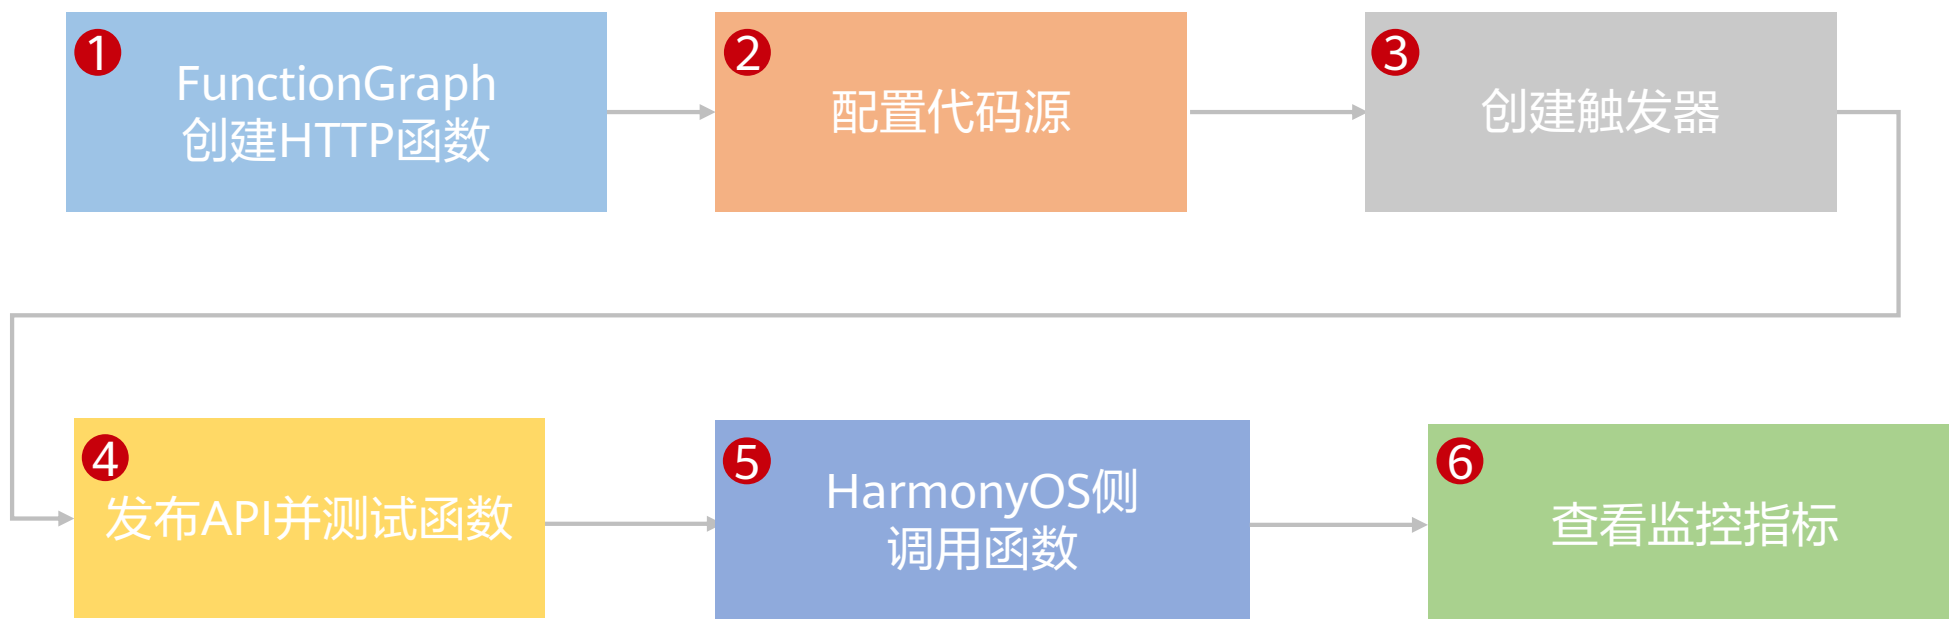 1
FunctionGraph
创建HTTP函数
2
配置代码源
3
创建触发器
4
发布API并测试函数
5
HarmonyOS侧
调用函数
6
查看监控指标